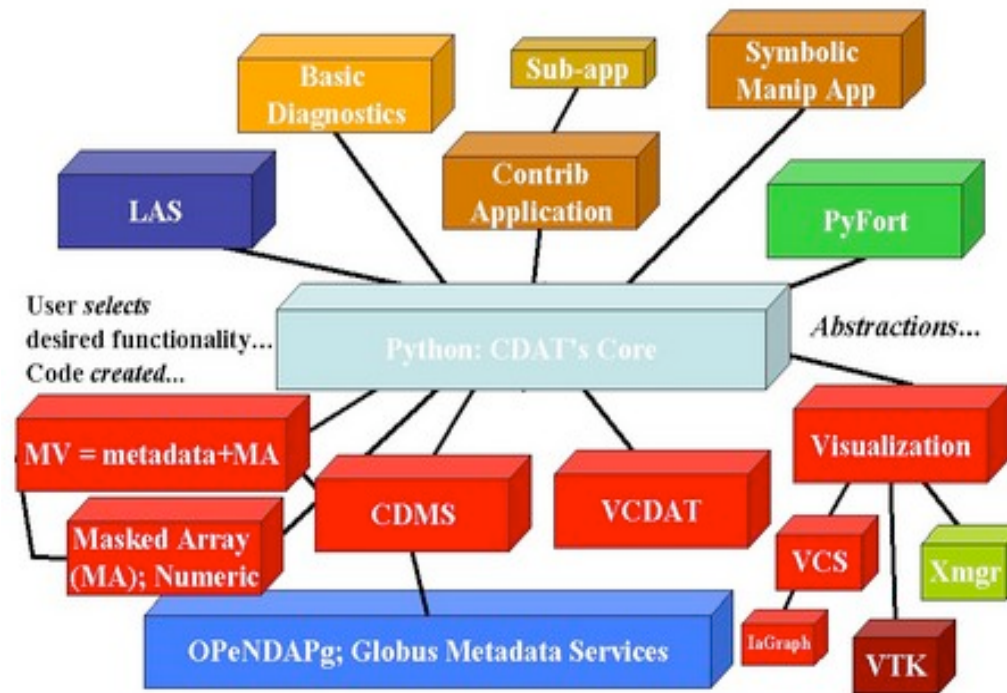 Basic
Diagnostics
Sub-app
Symbolic
Manip App
LAS
Contrib
Application
PyFort
User selects
desired functionality...
Code created...
Python: CDAT's Core
Abstractions...
MV = metadata+MA
Masked Array
(MA); Numeric
CDMS
VCDAT
Visualization
VCS
Xmgr
IaGraph
VTK
OPeNDAPg; Globus Metadata Services